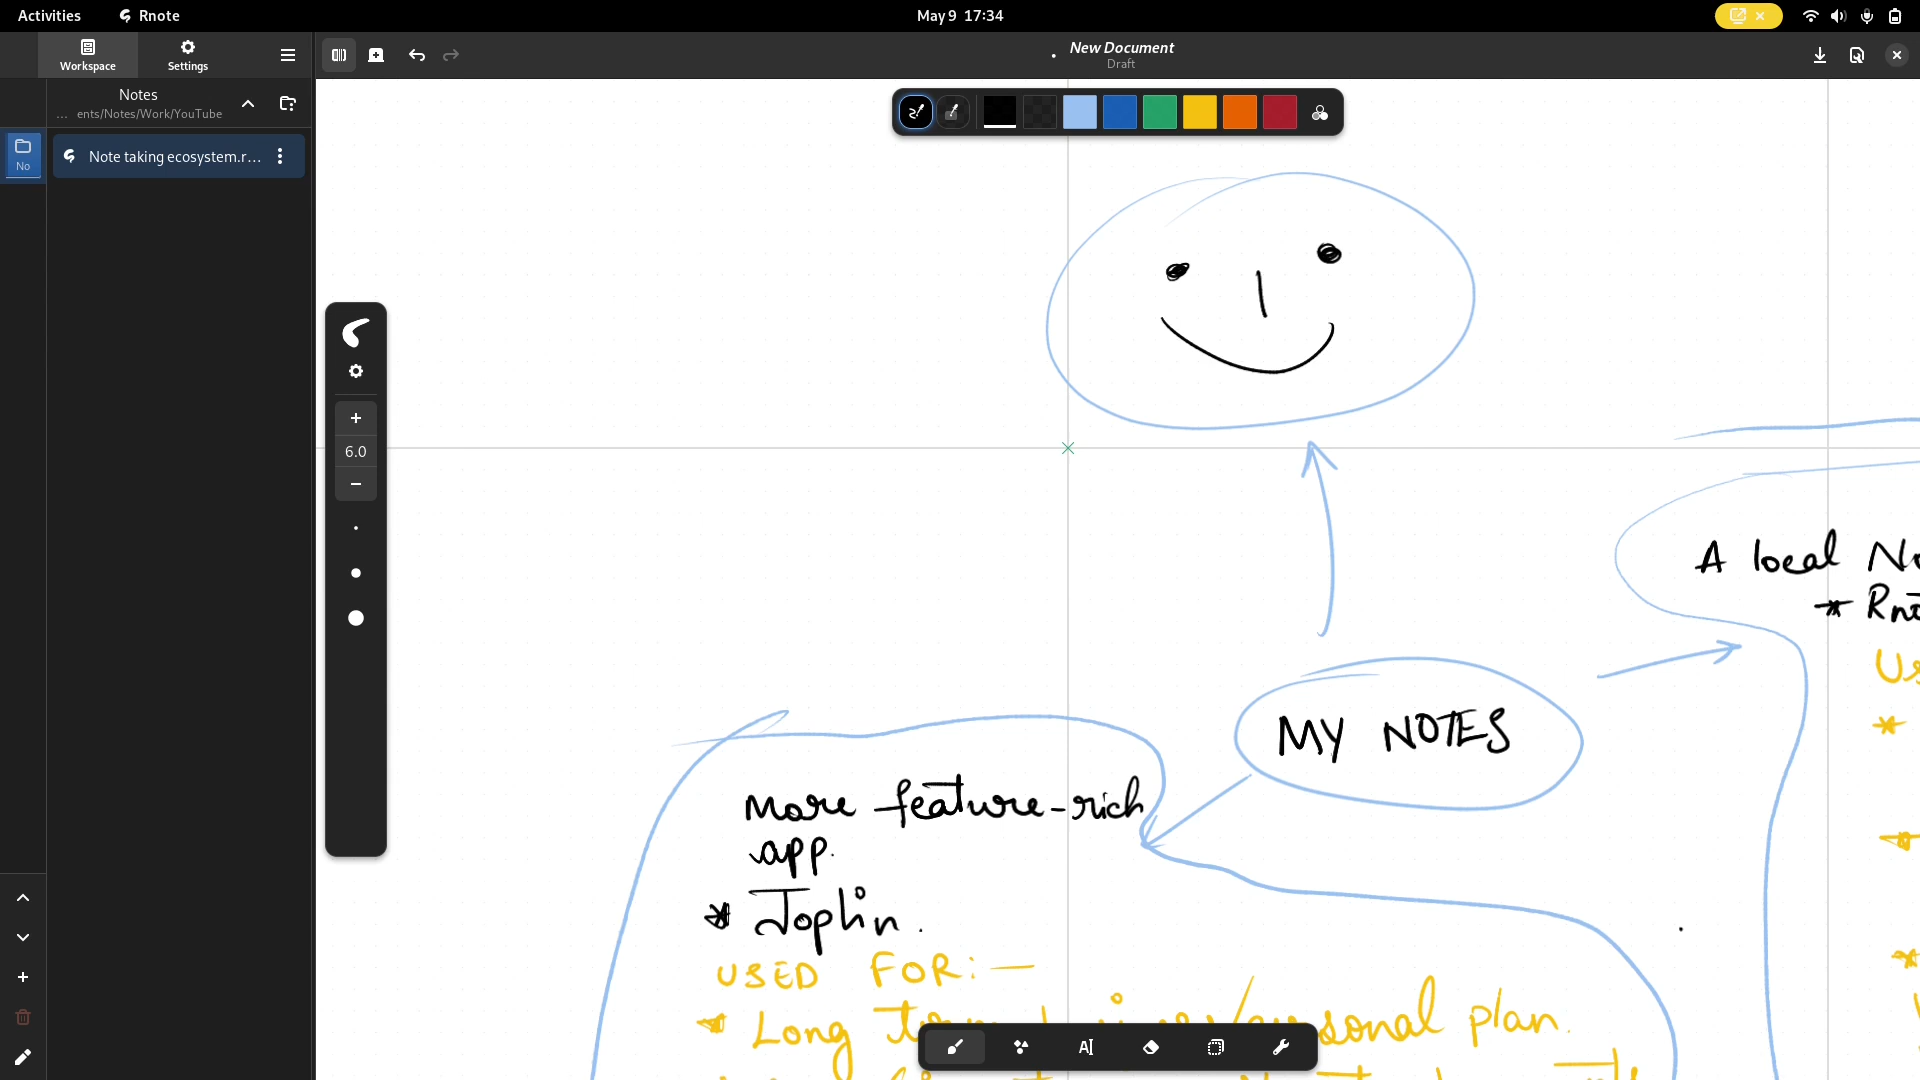 Activities Rnote May 9 17:34
Workspace Settings
New Document
Draft
Notes
... ents/Notes/Work/YouTube
No
Note taking ecosystem.r...
6.0
A local
* 
MY NOTES
More feature-rich
app.
* Joplin.
USED FOR:—
* Long personal plan.